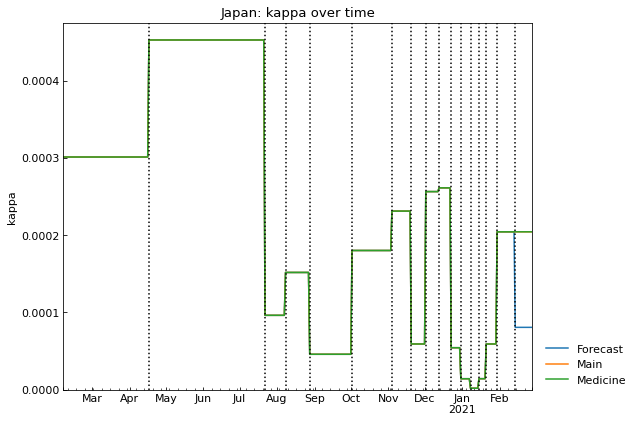 Japan: kappa over time
kappa
0.0004
0.0003
0.0002
0.0001
0.0000
Mar Apr May Jun Jul Aug Sep Oct Nov Dec Jan Feb
2021
Forecast
Main
Medicine